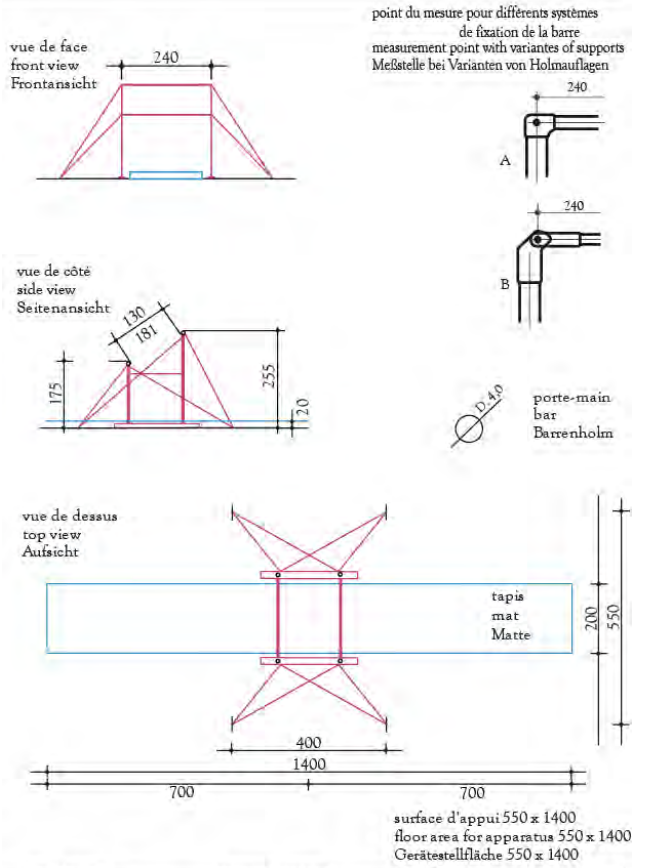 point du mesure pour différents systèmes
de fixation de la barre
measurement point with variantes of supports
Meßstelle bei Varianten von Holmauflagen
vue de face
front view
Frontansicht
240
240
A
240
B
vue de côté
side view
Seitenansicht
130
181
175
255
20
D. 4,0
porte-main
bar
Barrenholm
vue de dessus
top view
Aufsicht
tapis
mat
Matte
200
550
400
1400
700
700
surface d'appui 550 x 1400
floor area for apparatus 550 x 1400
Gerätestellfläche 550 x 1400